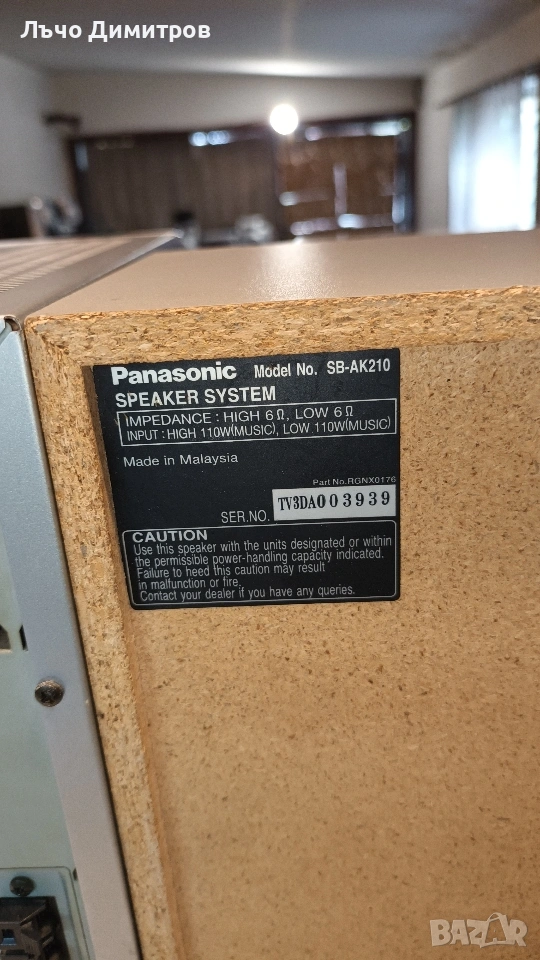 Лъчо Димитров
Panasonic Model No. SB-AK210
SPEAKER SYSTEM
IMPEDANCE : HIGH 6 Ω, LOW 6 Ω
INPUT : HIGH 110W(MUSIC), LOW 110W(MUSIC)
Made in Malaysia
Part No.RGNX0176
SER.NO. TV3DA003939
CAUTION
Use this speaker with the units designated or within
the permissible power-handling capacity indicated.
Failure to heed this caution may result
in malfunction or fire.
Contact your dealer if you have any queries.
BAZAR